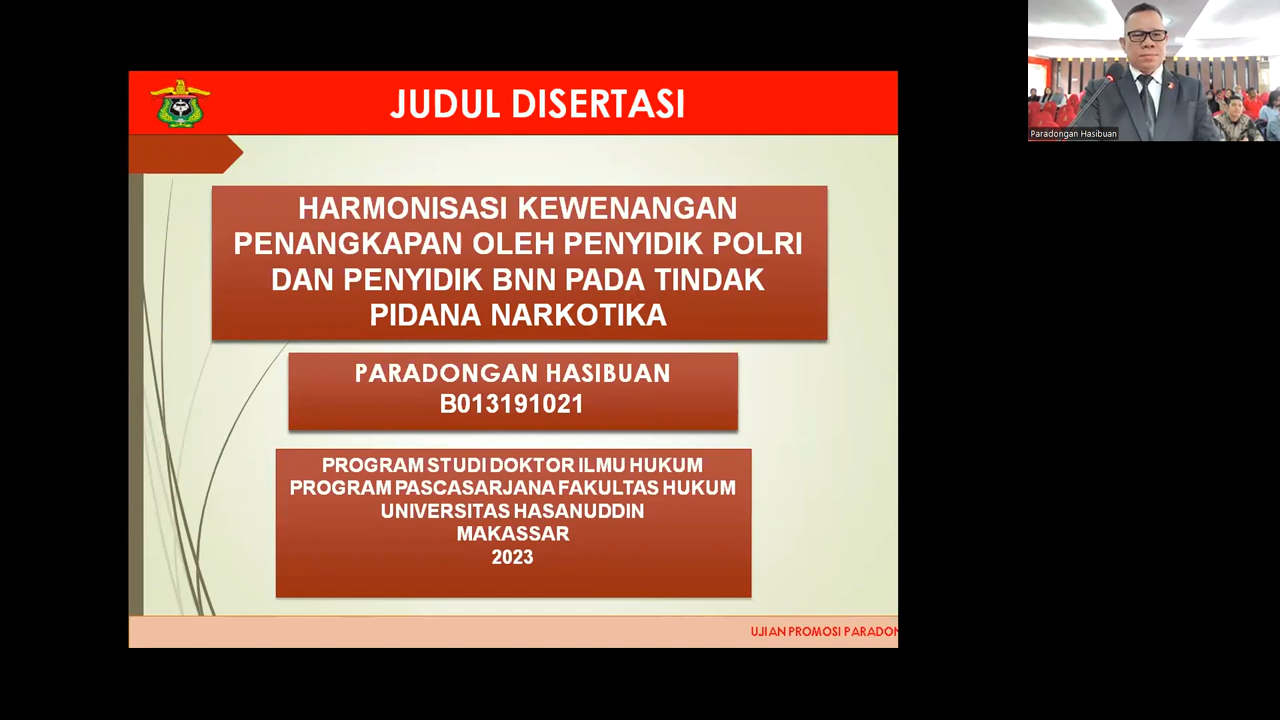 JUDUL DISERTASI
HARMONISASI KEWENANGAN
PENANGKAPAN OLEH PENYIDIK POLRI
DAN PENYIDIK BNN PADA TINDAK
PIDANA NARKOTIKA
PARADONGAN HASIBUAN
B013191021
PROGRAM STUDI DOKTOR ILMU HUKUM
PROGRAM PASCASARJANA FAKULTAS HUKUM
UNIVERSITAS HASANUDDIN
MAKASSAR
2023
UJIAN PROMOSI PARADON
Paradongan Hasibuan